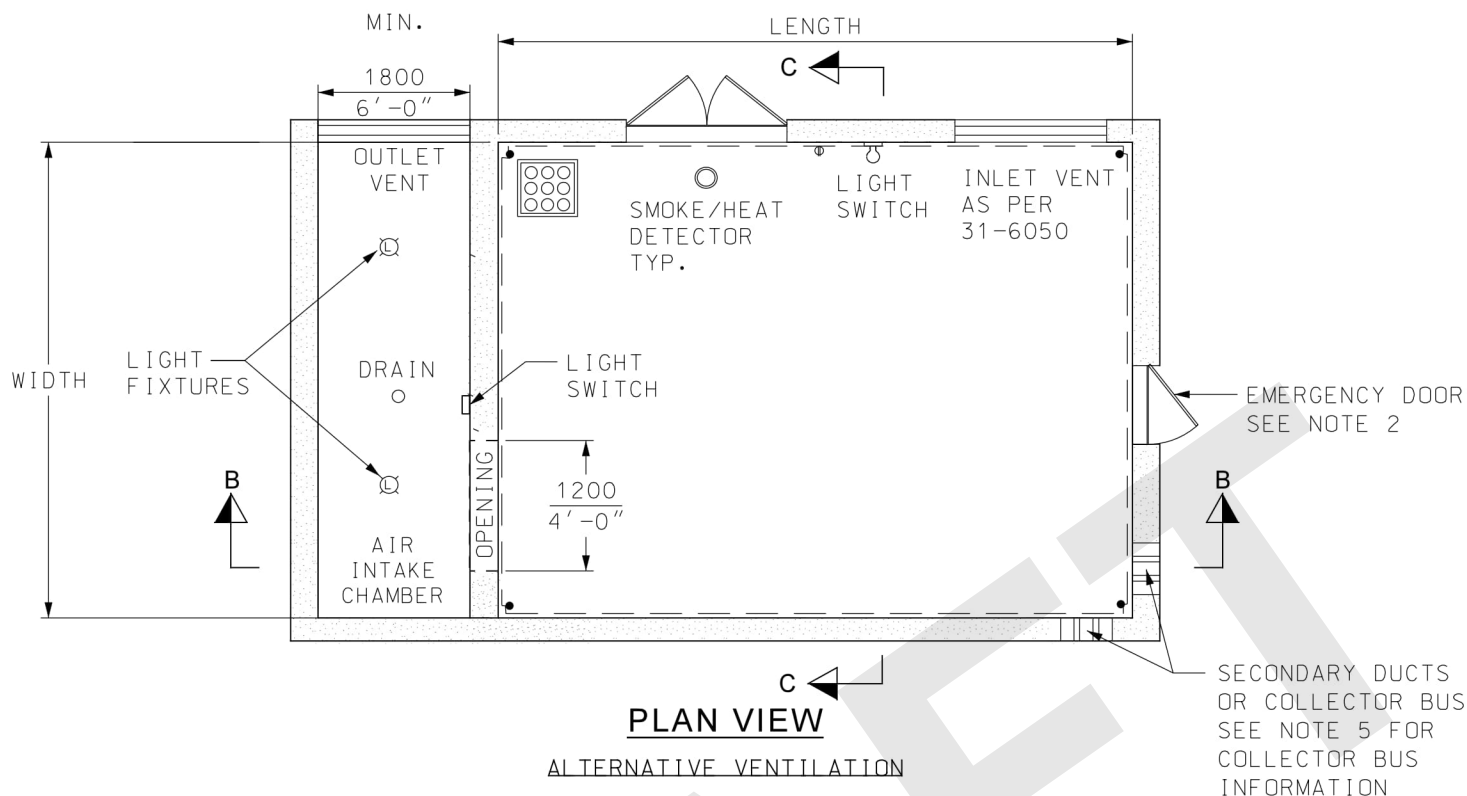 MIN.
LENGTH
C
1800
6'-0"
OUTLET
VENT
SMOKE/HEAT
DETECTOR
TYP.
LIGHT
SWITCH
INLET VENT
AS PER
31-6050
L
LIGHT
FIXTURES
DRAIN
LIGHT
SWITCH
WIDTH
EMERGENCY DOOR
SEE NOTE 2
B
L
OPENING
1200
4'-0"
B
AIR
INTAKE
CHAMBER
C
SECONDARY DUCTS
OR COLLECTOR BUS
SEE NOTE 5 FOR
COLLECTOR BUS
INFORMATION
PLAN VIEW
ALTERNATIVE VENTILATION